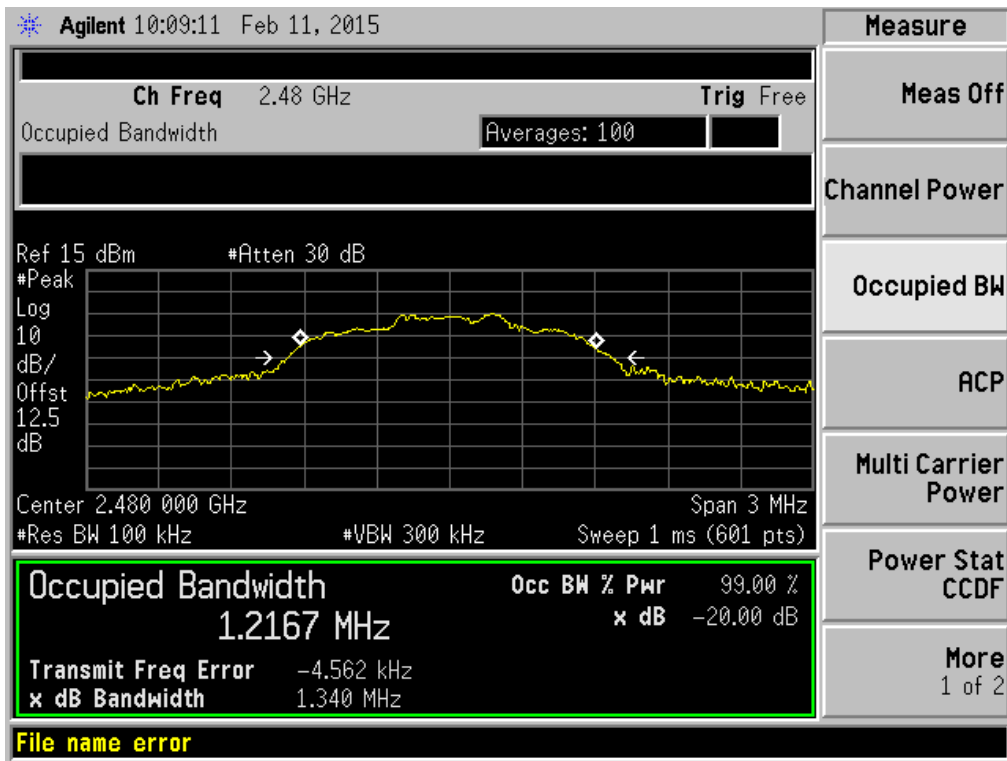 Agilent 10:09:11 Feb 11, 2015
Measure
Ch Freq 2.48 GHz Trig Free
Meas Off
Occupied Bandwidth Averages: 100
Channel Power
Ref 15 dBm #Atten 30 dB
#Peak
Log
10
dB/
Offst
12.5
dB
Occupied BW
ACP
Center 2.480 000 GHz Span 3 MHz
#Res BW 100 kHz #VBW 300 kHz Sweep 1 ms (601 pts)
Multi Carrier
Power
Occupied Bandwidth Occ BW % Pwr 99.00 %
1.2167 MHz x dB -20.00 dB
Power Stat
CCDF
Transmit Freq Error -4.562 kHz
x dB Bandwidth 1.340 MHz
More
1 of 2
File name error